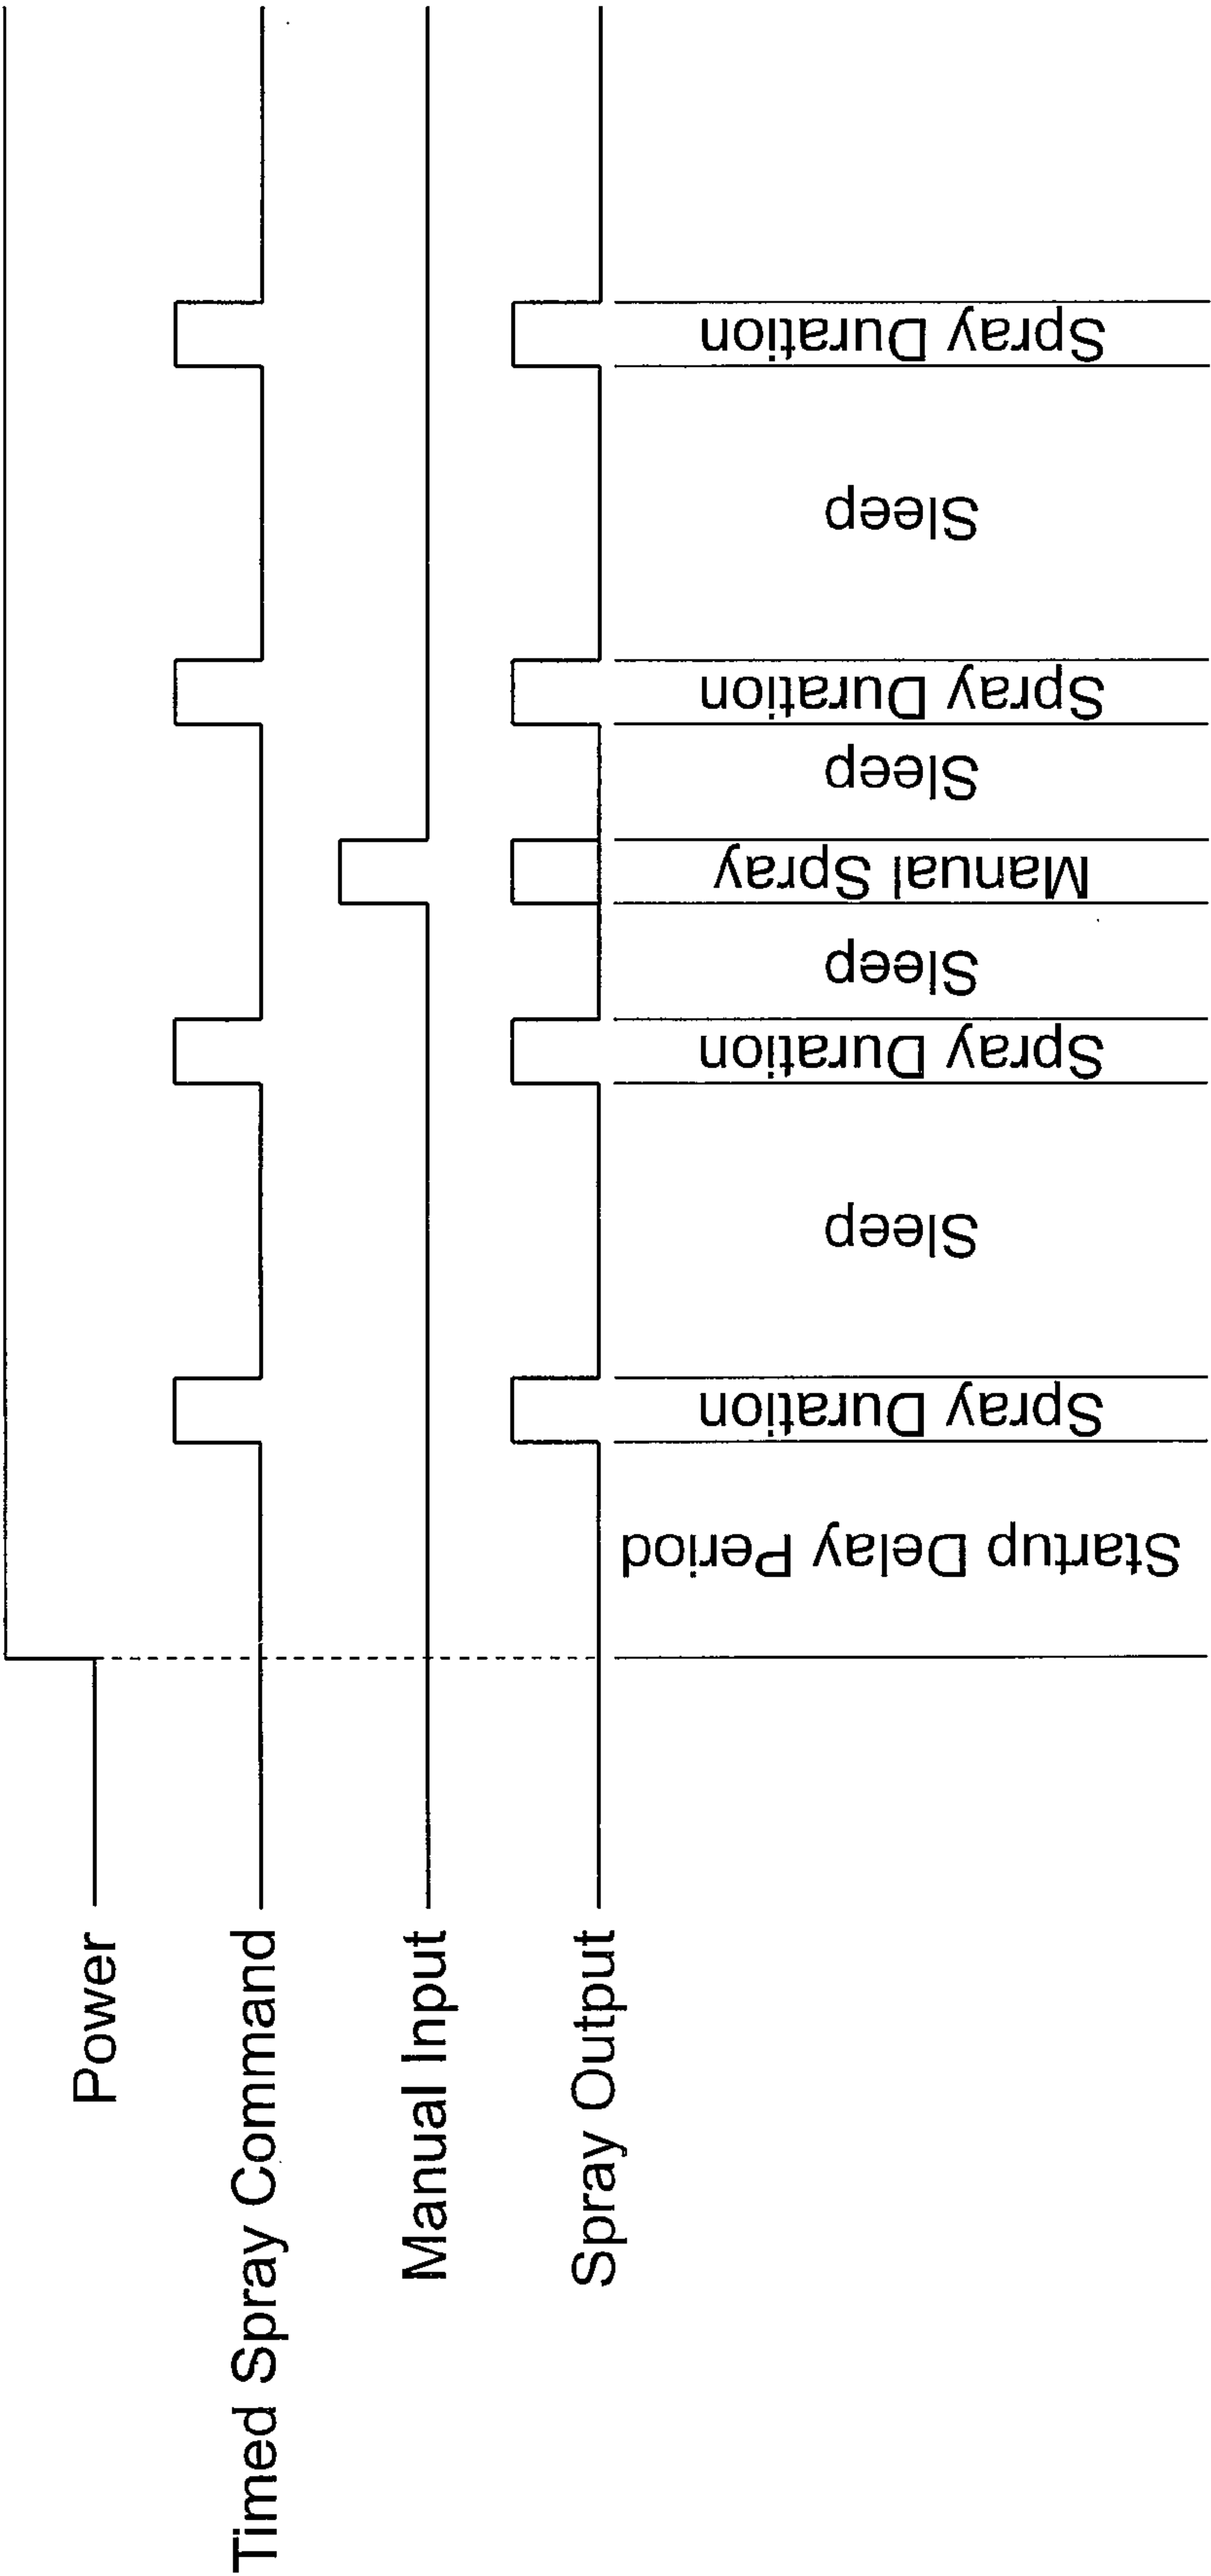 Power
Timed Spray Command
Manual Input
Spray Output
Startup Delay Period
Spray Duration
Sleep
Spray Duration
Sleep
Manual Spray
Sleep
Spray Duration
Sleep
Spray Duration